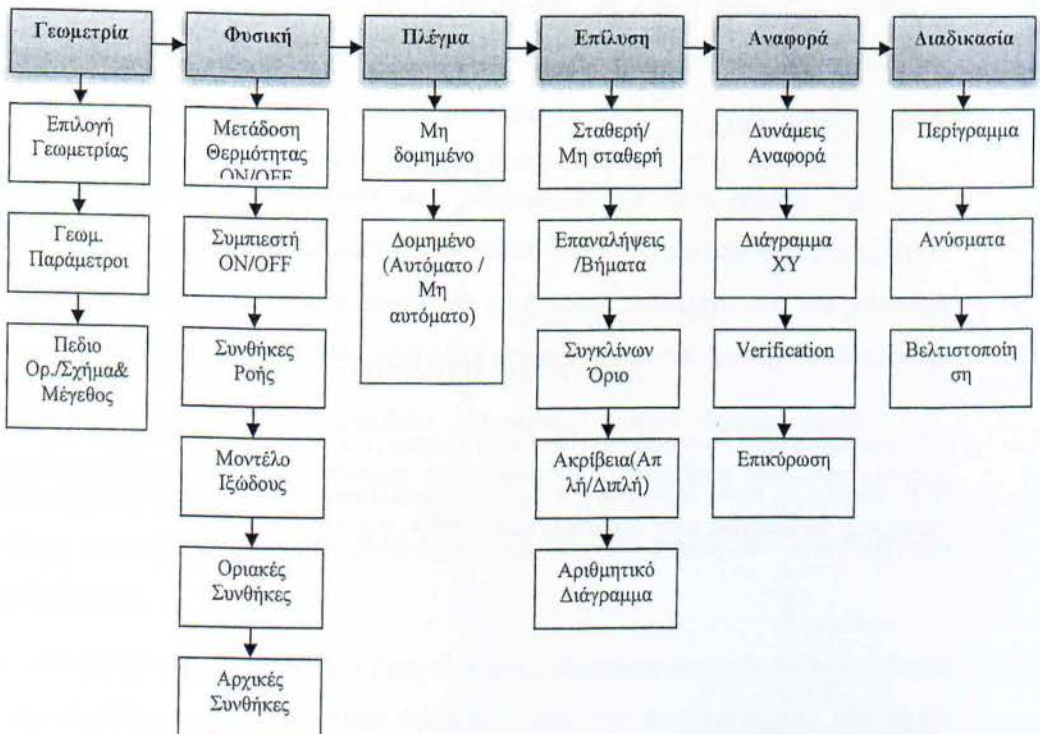 Γεωμετρία
Φυσική
Πλέγμα
Επίλυση
Αναφορά
Διαδικασία
Επιλογή
Γεωμετρίας
Γεωμ.
Παράμετροι
Πεδιο
Ορ./Σχήμα&
Μέγεθος
Μετάδοση
Θερμότητας
ON/OFF
Συμπιεστή
ON/OFF
Συνθήκες
Ροής
Μοντέλο
Ιξώδους
Οριακές
Συνθήκες
Αρχικές
Συνθήκες
Μη
δομημένο
Δομημένο
(Αυτόματο /
Μη
αυτόματο)
Σταθερή/
Μη σταθερή
Επαναλήψεις
/Βήματα
Συγκλίνων
Όριο
Ακρίβεια(Απ
λή/Διπλή)
Αριθμητικό
Διάγραμμα
Δυνάμεις
Αναφορά
Διάγραμμα
XY
Verification
Επικύρωση
Περίγραμμα
Ανύσματα
Βελτιστοποίη
ση